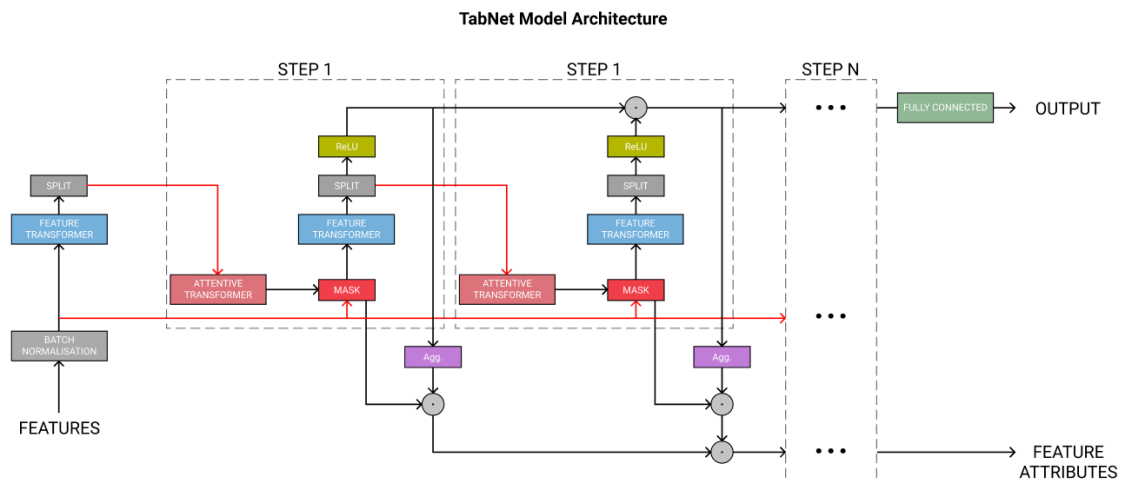 TabNet Model Architecture
STEP 1
STEP 1
STEP N
FULLY CONNECTED
OUTPUT
ReLU
ReLU
SPLIT
SPLIT
SPLIT
FEATURE
TRANSFORMER
FEATURE
TRANSFORMER
FEATURE
TRANSFORMER
ATTENTIVE
TRANSFORMER
MASK
ATTENTIVE
TRANSFORMER
MASK
BATCH
NORMALISATION
Agg.
Agg.
FEATURES
FEATURE
ATTRIBUTES